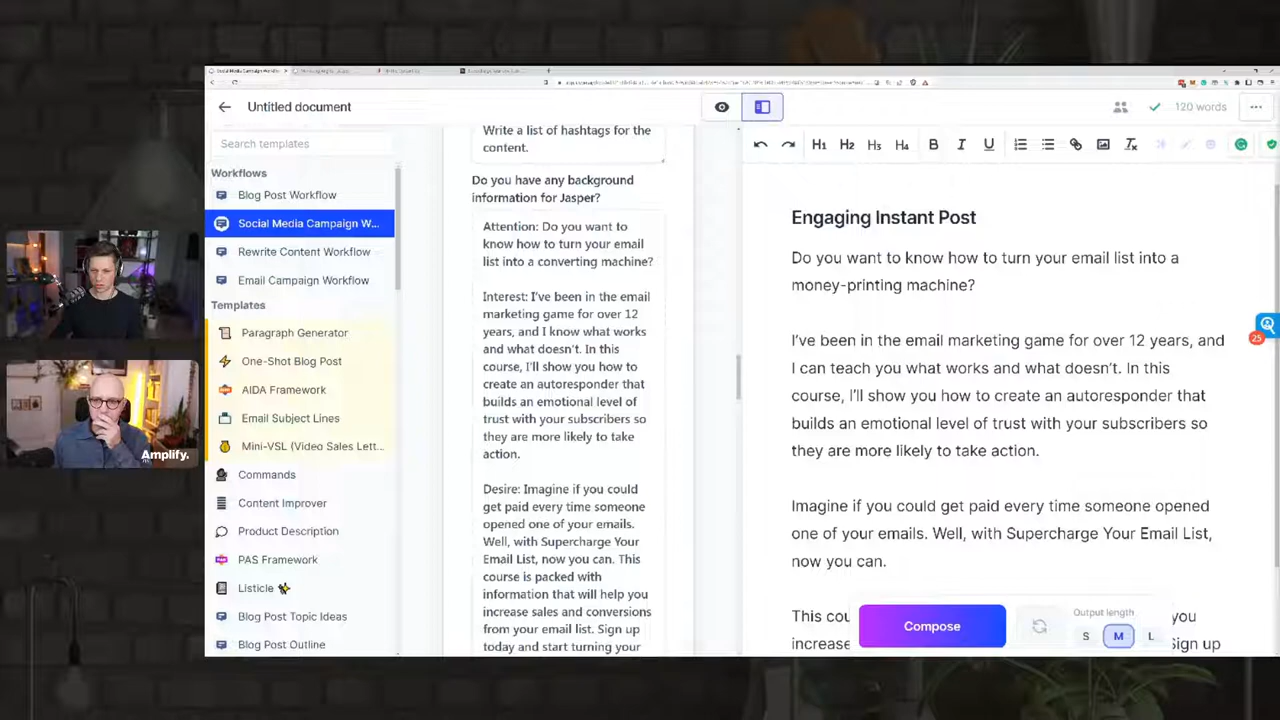 Untitled document
120 words
Search templates
Workflows
Blog Post Workflow
Social Media Campaign W...
Rewrite Content Workflow
Email Campaign Workflow
Templates
Paragraph Generator
One-Shot Blog Post
AIDA Framework
Email Subject Lines
Mini-VSL (Video Sales Lett...
Commands
Content Improver
Product Description
PAS Framework
Listicle ✨
Blog Post Topic Ideas
Blog Post Outline
Write a list of hashtags for the
content.
Do you have any background
information for Jasper?
Attention: Do you want to
know how to turn your email
list into a converting machine?
Interest: I've been in the email
marketing game for over 12
years, and I know what works
and what doesn't. In this
course, I'll show you how to
create an autoresponder that
builds an emotional level of
trust with your subscribers so
they are more likely to take
action.
Desire: Imagine if you could
get paid every time someone
opened one of your emails.
Well, with Supercharge Your
Email List, now you can. This
course is packed with
information that will help you
increase sales and conversions
from your email list. Sign up
today and start turning your
H1 H2 H3 H4 B I U
Engaging Instant Post
Do you want to know how to turn your email list into a
money-printing machine?
I've been in the email marketing game for over 12 years, and
I can teach you what works and what doesn't. In this
course, I'll show you how to create an autoresponder that
builds an emotional level of trust with your subscribers so
they are more likely to take action.
Imagine if you could get paid every time someone opened
one of your emails. Well, with Supercharge Your Email List,
now you can.
This cou
you
increase
Sign up
Compose
Output length
S M L
25
Amplify.